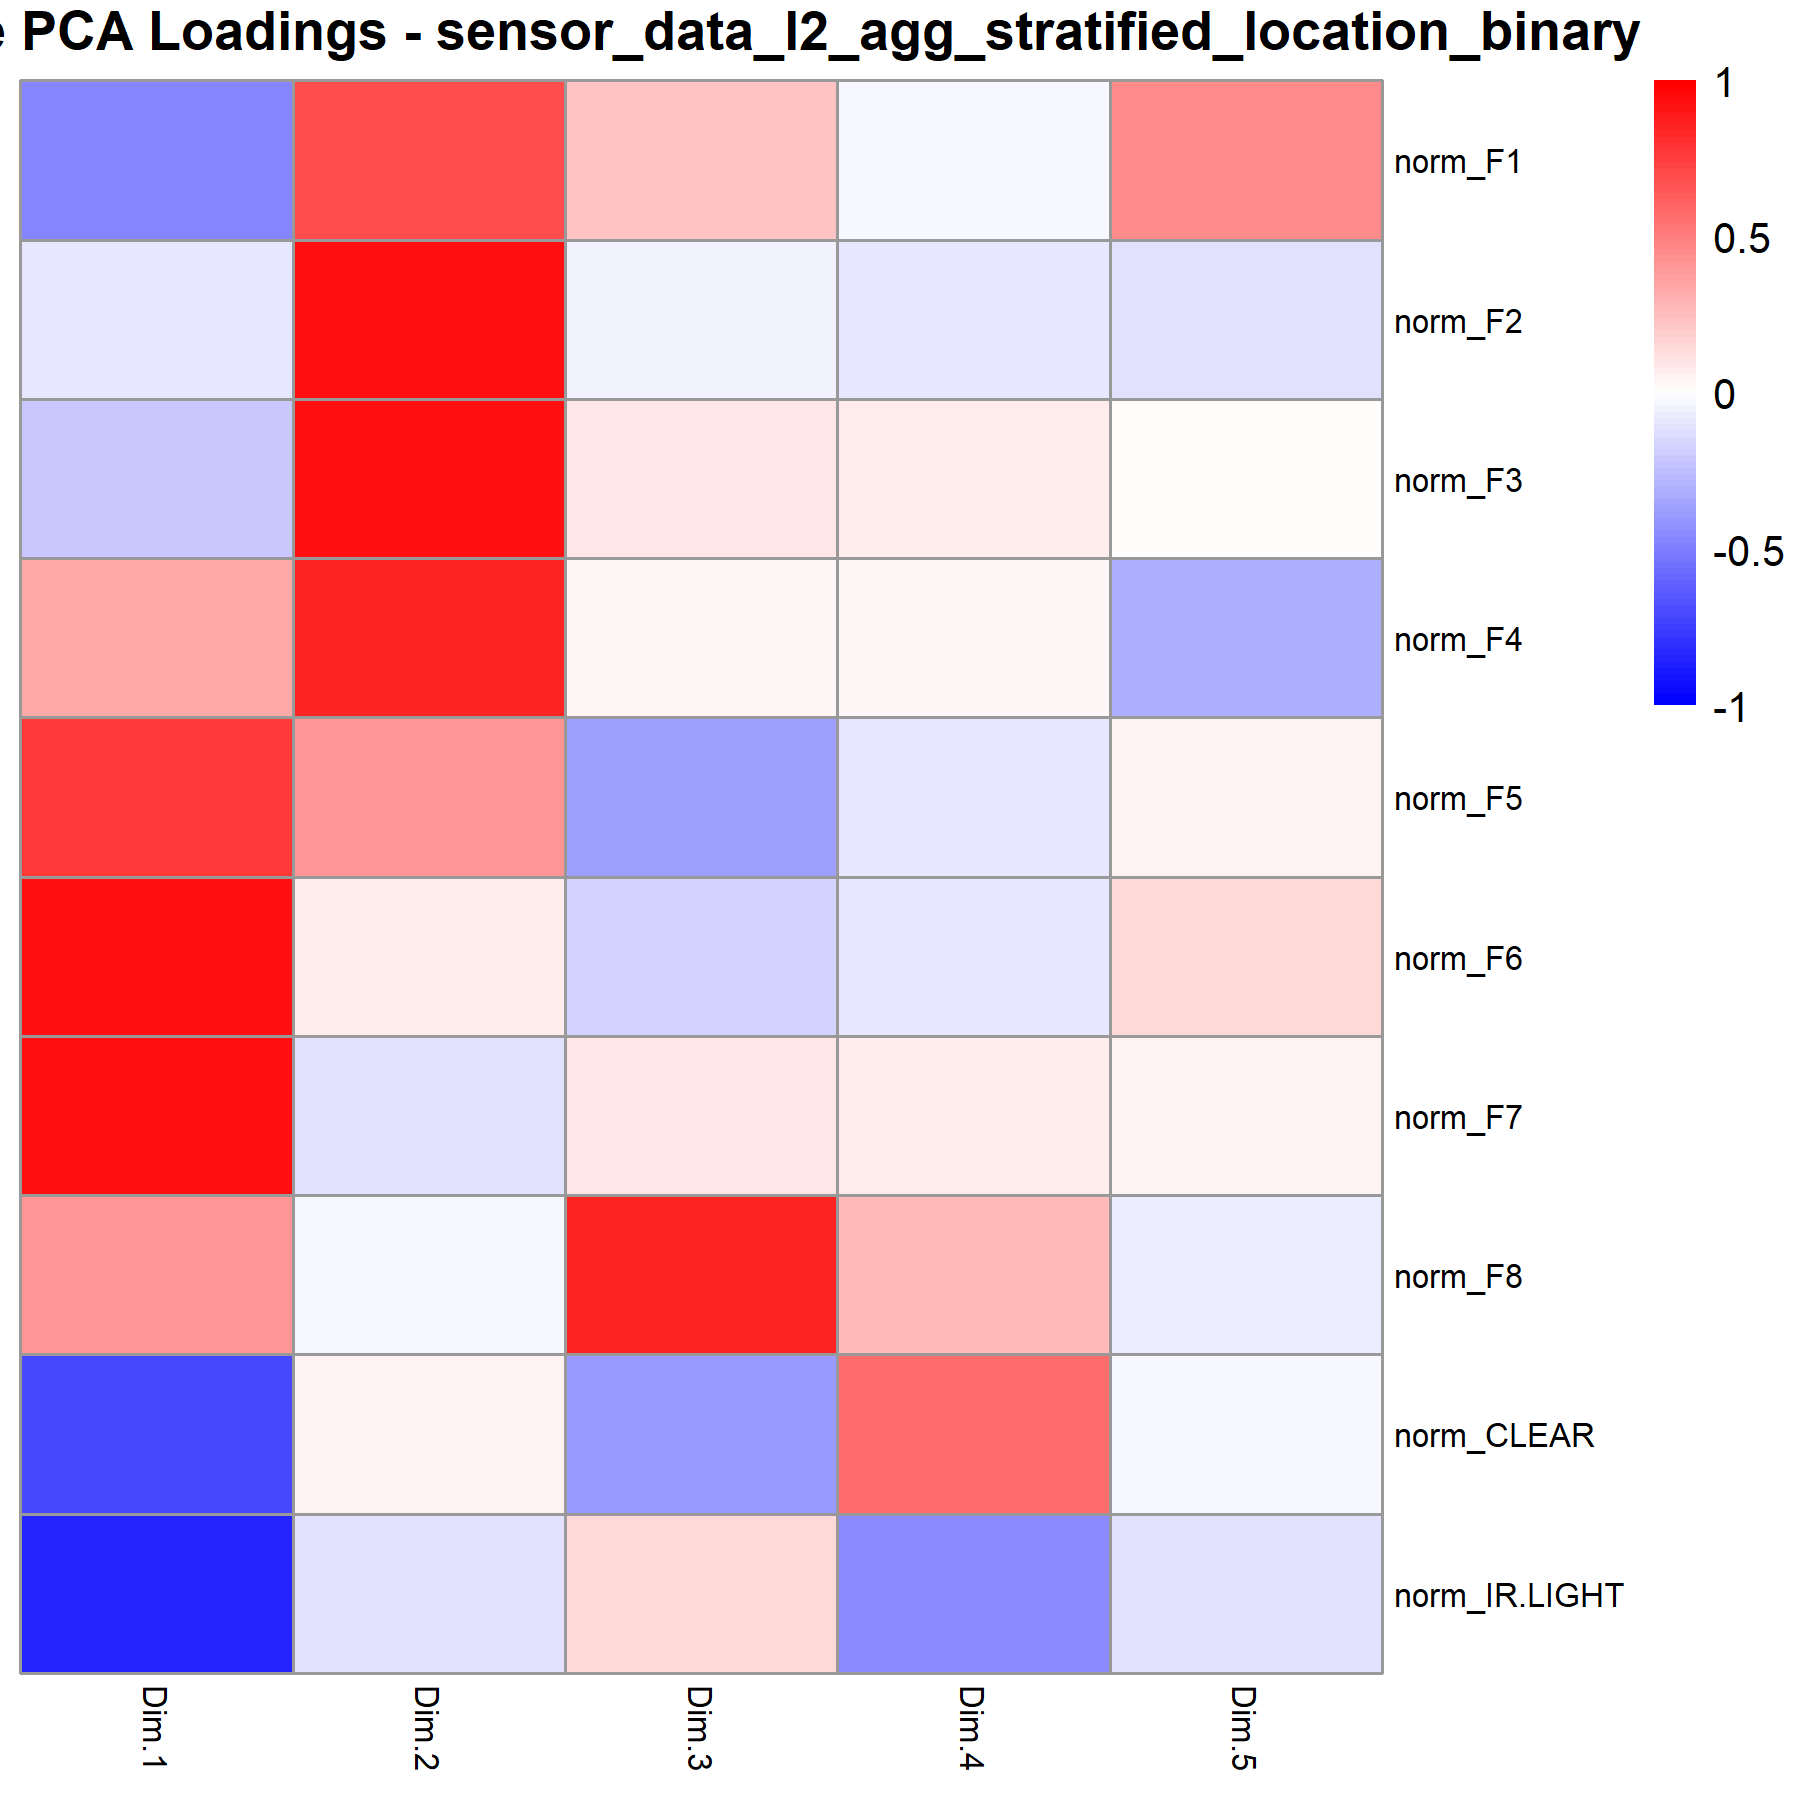 PCA Loadings - sensor_data_l2_agg_stratified_location_binary
1
0.5
0
-0.5
-1
norm_F1
norm_F2
norm_F3
norm_F4
norm_F5
norm_F6
norm_F7
norm_F8
norm_CLEAR
norm_IR.LIGHT
Dim.1
Dim.2
Dim.3
Dim.4
Dim.5